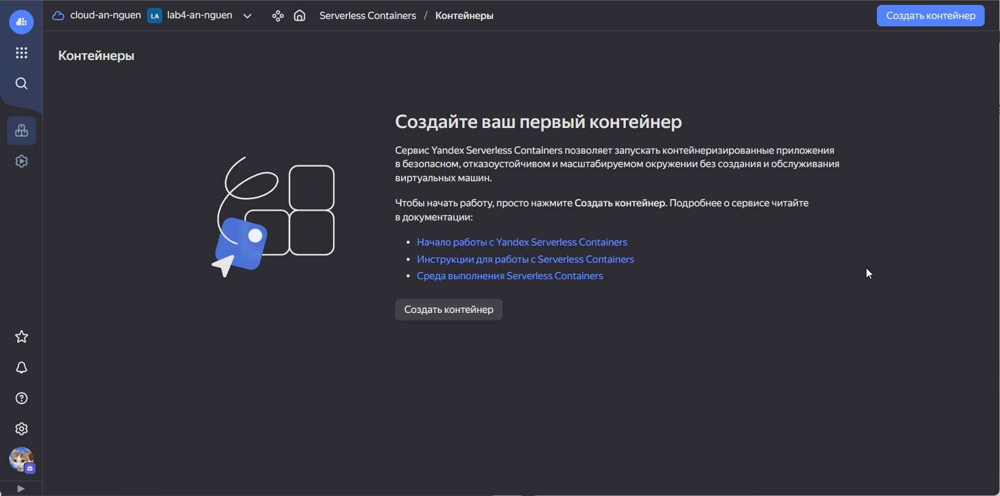 cloud-an-nguen LA lab4-an-nguen Serverless Containers / Контейнеры Создать контейнер
Контейнеры
Создайте ваш первый контейнер
Сервис Yandex Serverless Containers позволяет запускать контейнеризированные приложения
в безопасном, отказоустойчивом и масштабируемом окружении без создания и обслуживания
виртуальных машин.
Чтобы начать работу, просто нажмите Создать контейнер. Подробнее о сервисе читайте
в документации:
• Начало работы с Yandex Serverless Containers
• Инструкции для работы с Serverless Containers
• Среда выполнения Serverless Containers
Создать контейнер